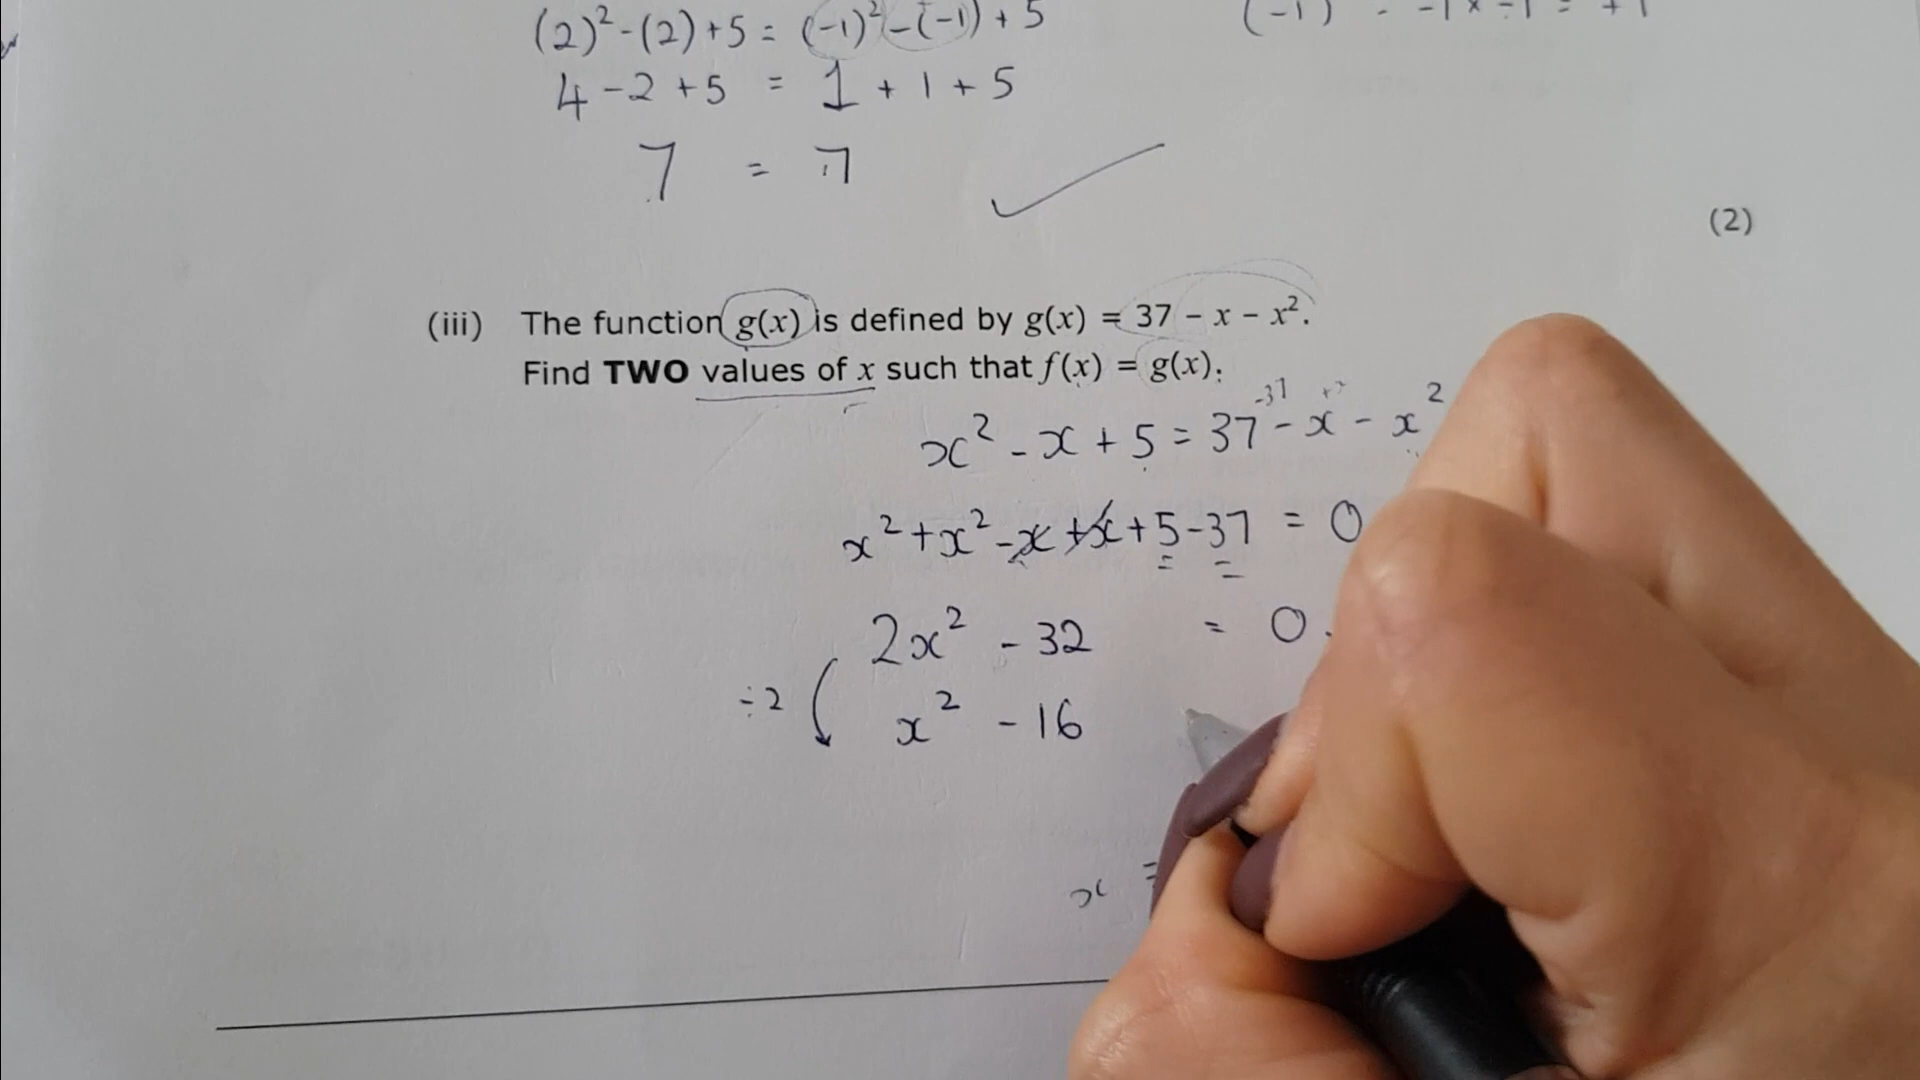 (2)² - (2) + 5 = (-1)² - (-1) + 5
4 - 2 + 5 = 1 + 1 + 5
7 = 7
(2)
(iii) The function g(x) is defined by g(x) = 37 − x − x².
Find TWO values of x such that f(x) = g(x).
-37
x² - x + 5 = 37 - x - x²
x² + x² - x + x + 5 - 37 = 0
2x² - 32 = 0.
÷2
x² - 16
x =